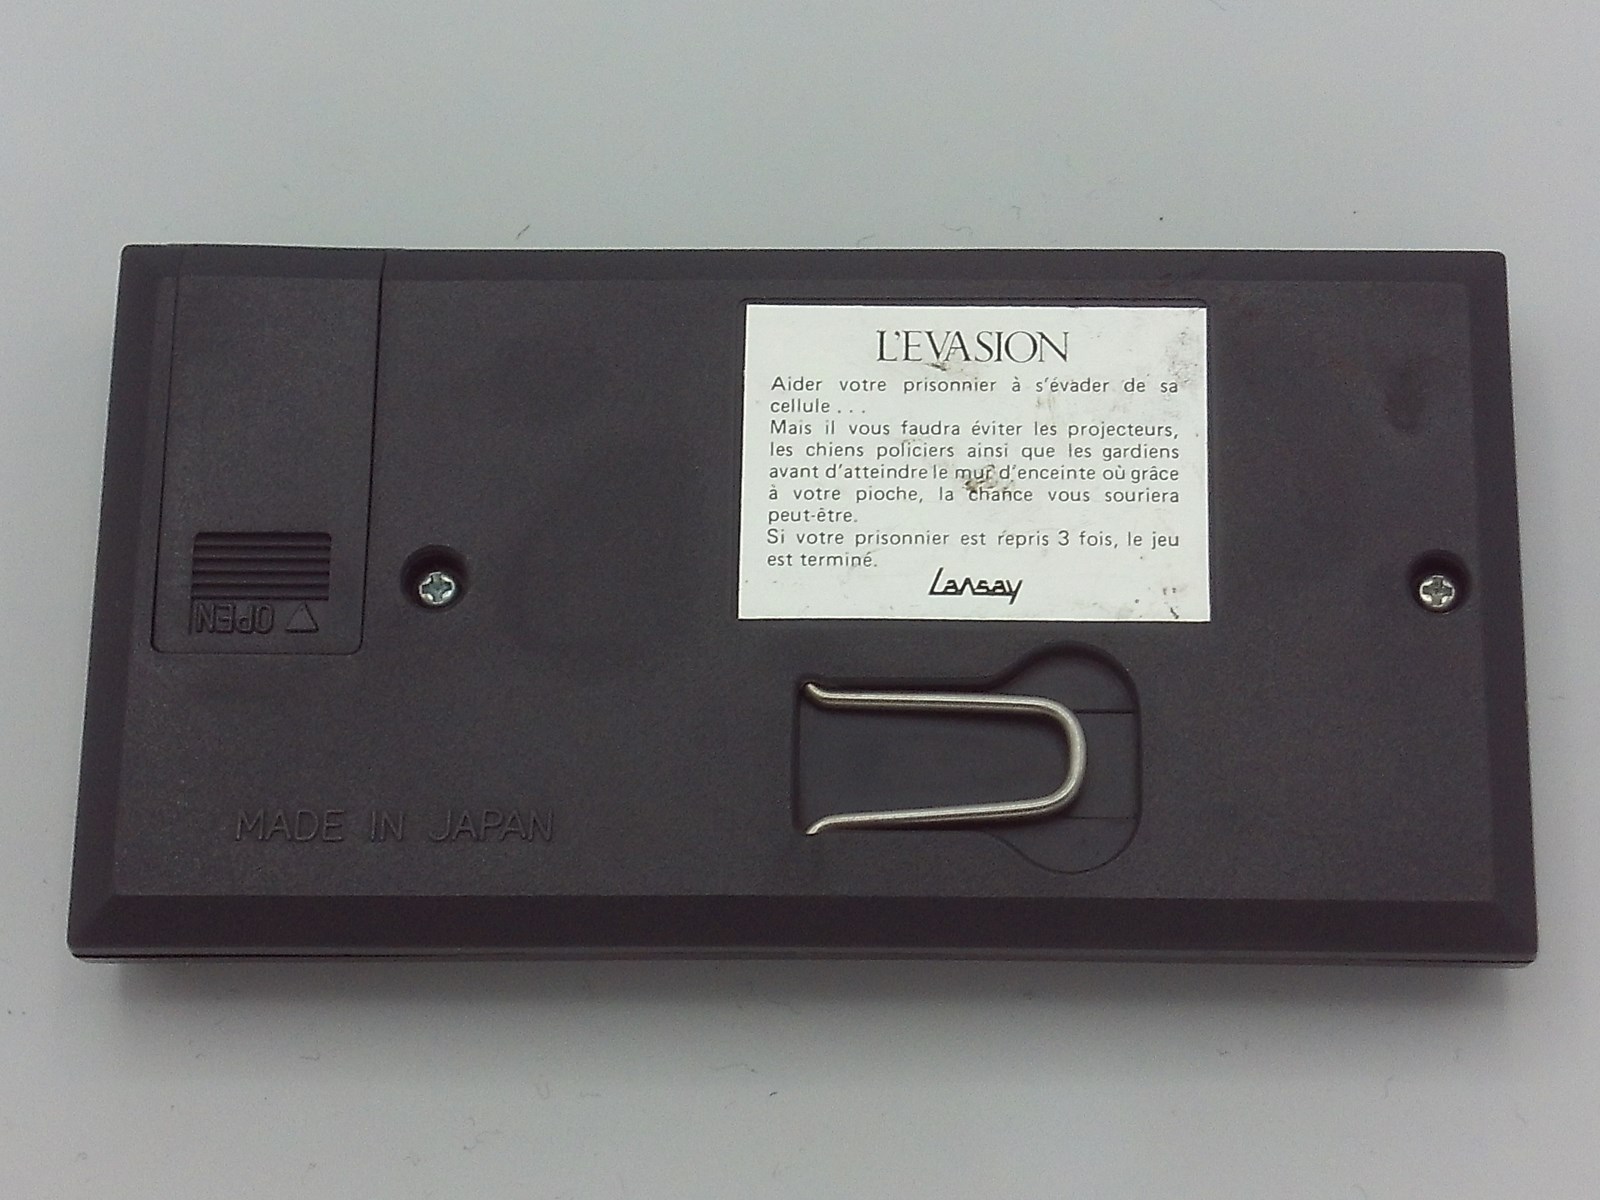 L'EVASION
Aider votre prisonnier à s'évader de sa
cellule . . .
Mais il vous faudra éviter les projecteurs,
les chiens policiers ainsi que les gardiens
avant d'atteindre le mur d'enceinte où grâce
à votre pioche, la chance vous souriera
peut-être.
Si votre prisonnier est repris 3 fois, le jeu
est terminé.
Lansay
OPEN
MADE IN JAPAN